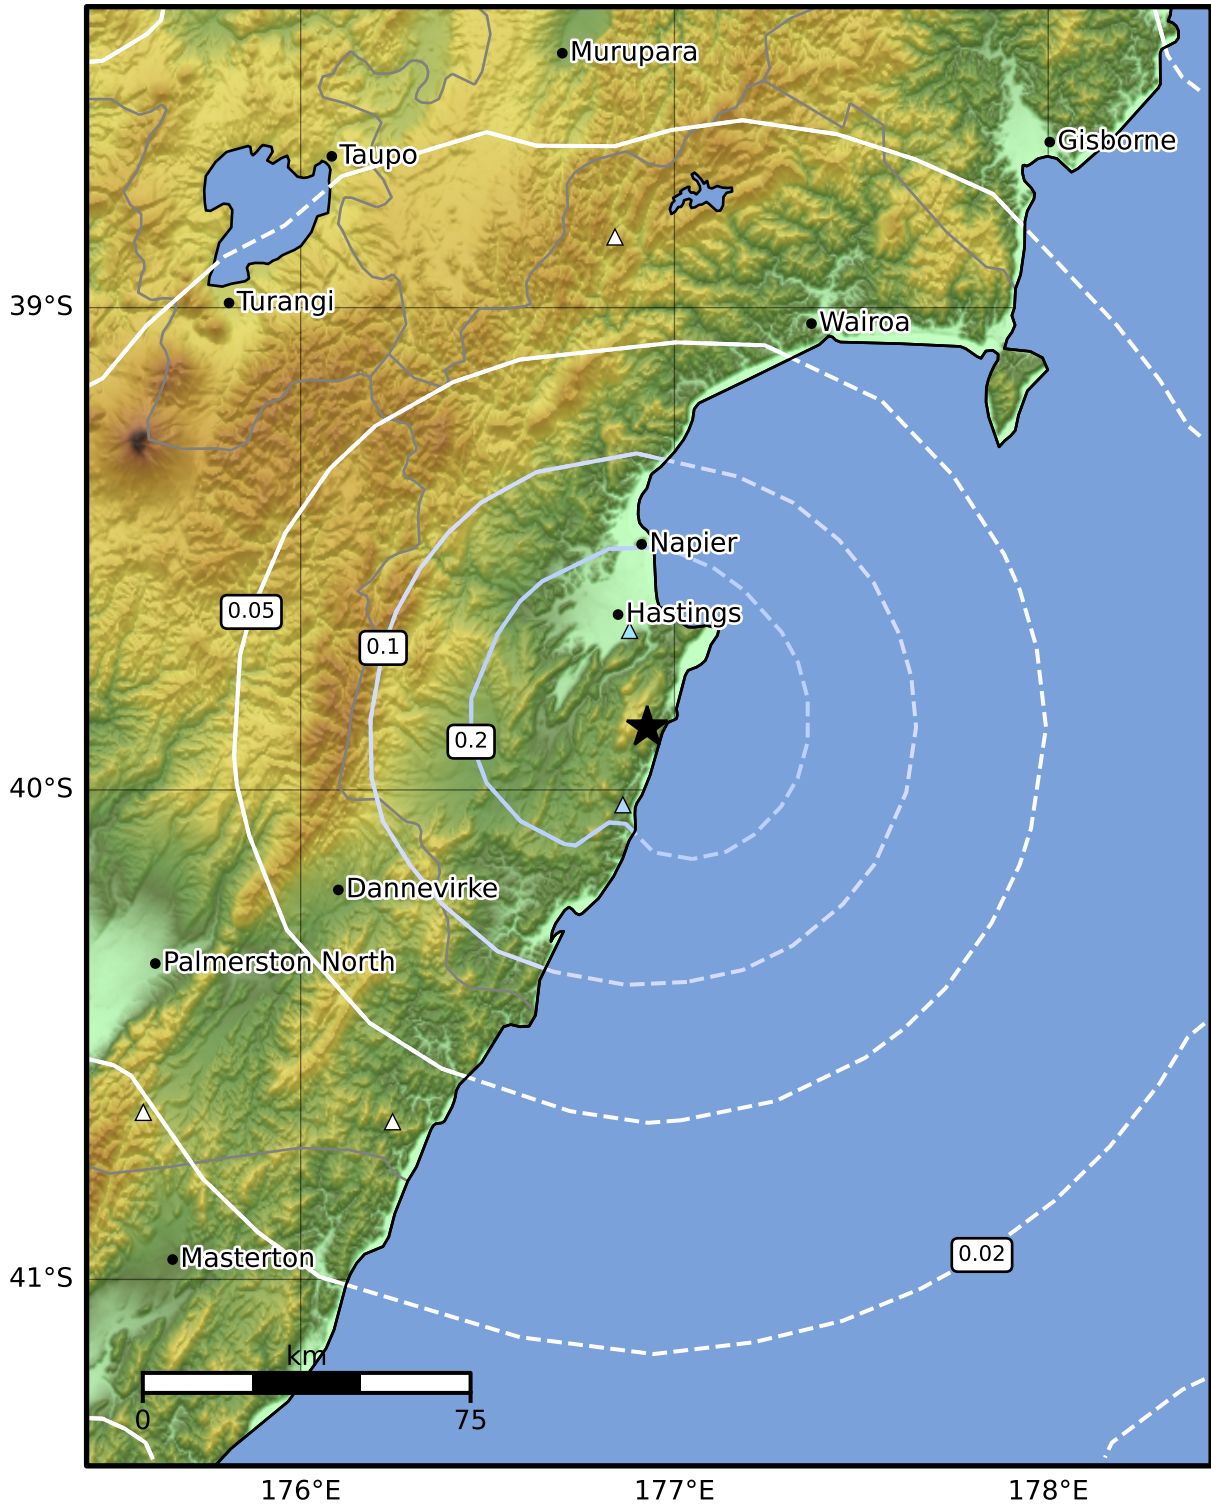 Murupara
Gisborne
Taupo
Turangi
39°S
Wairoa
Napier
0.05
Hastings
0.1
0.2
40°S
Dannevirke
Palmerston North
0.02
Masterton
41°S
km
0 75
176°E 177°E 178°E